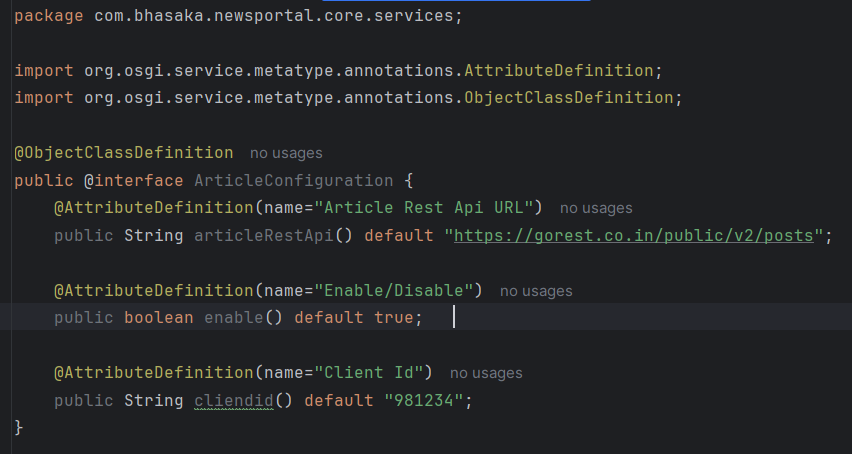 package com.bhasaka.newsportal.core.services;
import org.osgi.service.metatype.annotations.AttributeDefinition;
import org.osgi.service.metatype.annotations.ObjectClassDefinition;
@ObjectClassDefinition no usages
public @interface ArticleConfiguration {
@AttributeDefinition(name="Article Rest Api URL") no usages
public String articleRestApi() default "https://gorest.co.in/public/v2/posts";
@AttributeDefinition(name="Enable/Disable") no usages
public boolean enable() default true;
@AttributeDefinition(name="Client Id") no usages
public String cliendid() default "981234";
}